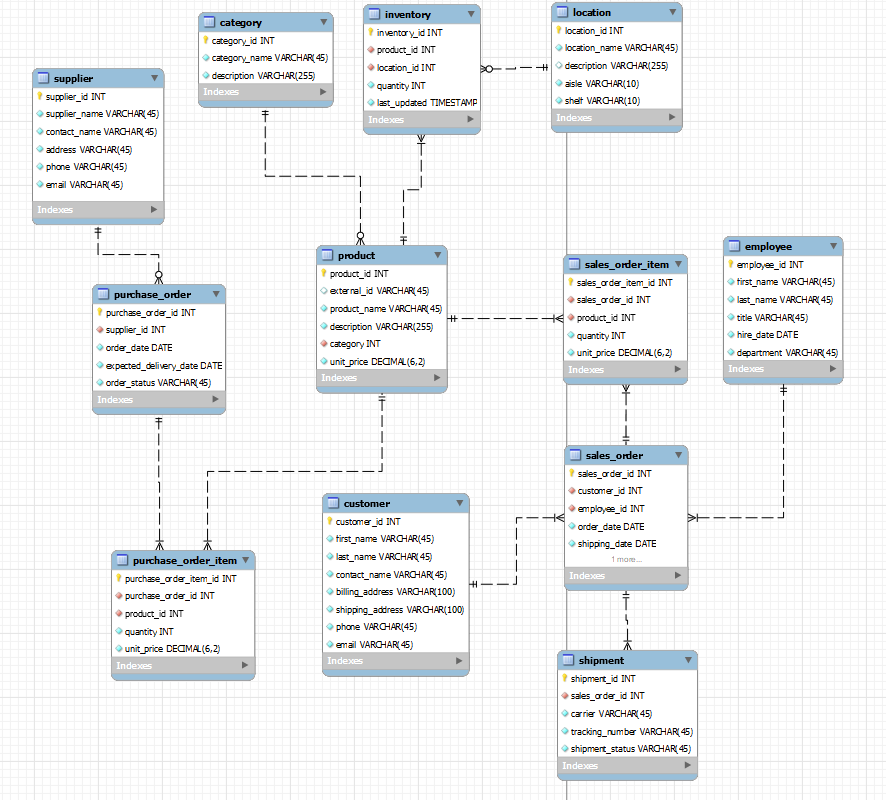 category
category_id INT
category_name VARCHAR(45)
description VARCHAR(255)
Indexes
inventory
inventory_id INT
product_id INT
location_id INT
quantity INT
last_updated TIMESTAMP
Indexes
location
location_id INT
location_name VARCHAR(45)
description VARCHAR(255)
aisle VARCHAR(10)
shelf VARCHAR(10)
Indexes
supplier
supplier_id INT
supplier_name VARCHAR(45)
contact_name VARCHAR(45)
address VARCHAR(45)
phone VARCHAR(45)
email VARCHAR(45)
Indexes
purchase_order
purchase_order_id INT
supplier_id INT
order_date DATE
expected_delivery_date DATE
order_status VARCHAR(45)
Indexes
product
product_id INT
external_id VARCHAR(45)
product_name VARCHAR(45)
description VARCHAR(255)
category INT
unit_price DECIMAL(6,2)
Indexes
sales_order_item
sales_order_item_id INT
sales_order_id INT
product_id INT
quantity INT
unit_price DECIMAL(6,2)
Indexes
employee
employee_id INT
first_name VARCHAR(45)
last_name VARCHAR(45)
title VARCHAR(45)
hire_date DATE
department VARCHAR(45)
Indexes
sales_order
sales_order_id INT
customer_id INT
employee_id INT
order_date DATE
shipping_date DATE
1 more...
Indexes
customer
customer_id INT
first_name VARCHAR(45)
last_name VARCHAR(45)
contact_name VARCHAR(45)
billing_address VARCHAR(100)
shipping_address VARCHAR(100)
phone VARCHAR(45)
email VARCHAR(45)
Indexes
purchase_order_item
purchase_order_item_id INT
purchase_order_id INT
product_id INT
quantity INT
unit_price DECIMAL(6,2)
Indexes
shipment
shipment_id INT
sales_order_id INT
carrier VARCHAR(45)
tracking_number VARCHAR(45)
shipment_status VARCHAR(45)
Indexes